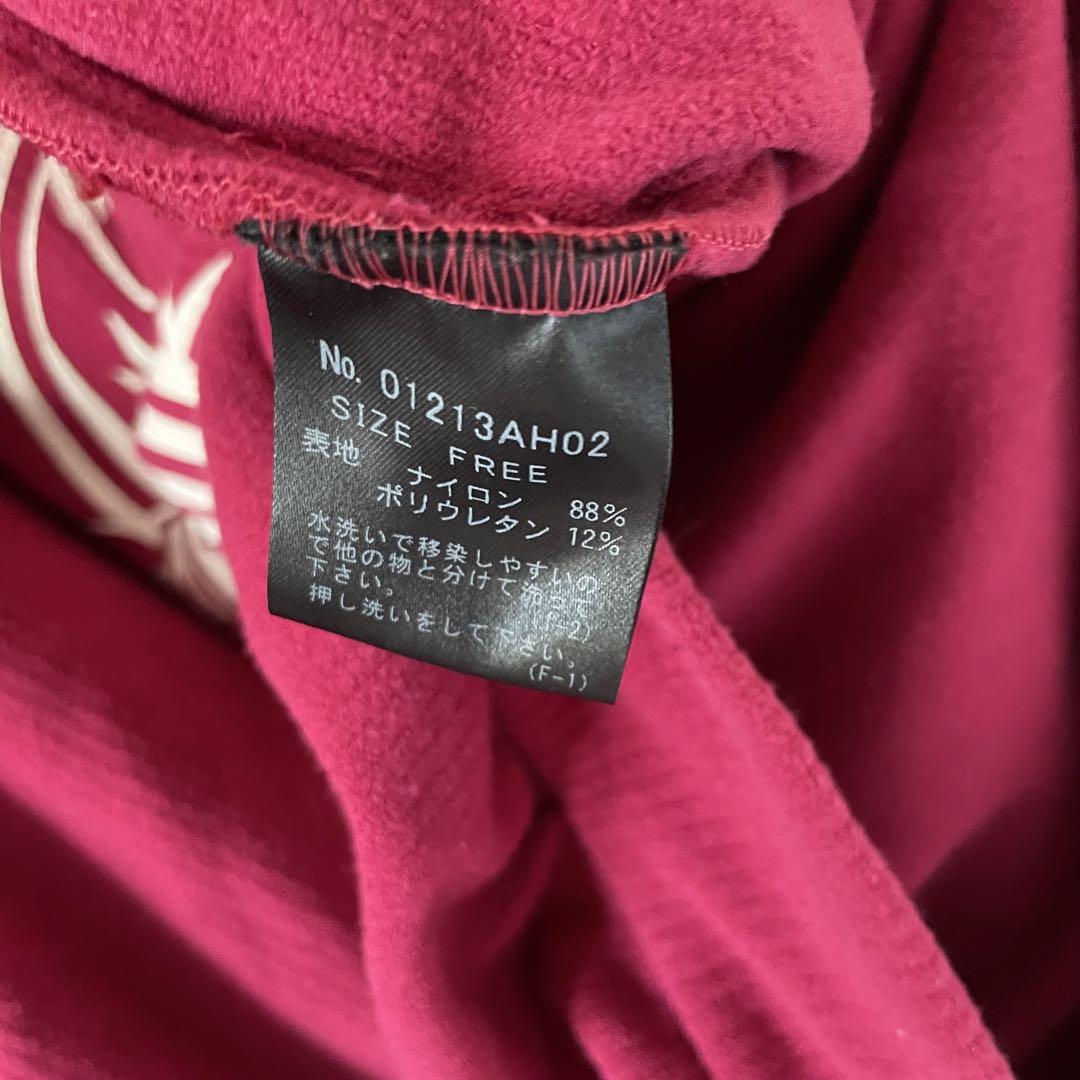 No. 01213AH02
SIZE FREE
表地 ナイロン 88%
ポリウレタン 12%
水洗いで移染しやすいの
で他の物と分けて洗って
下さい。 (F-2)
押し洗いをして下さい。
(F-1)